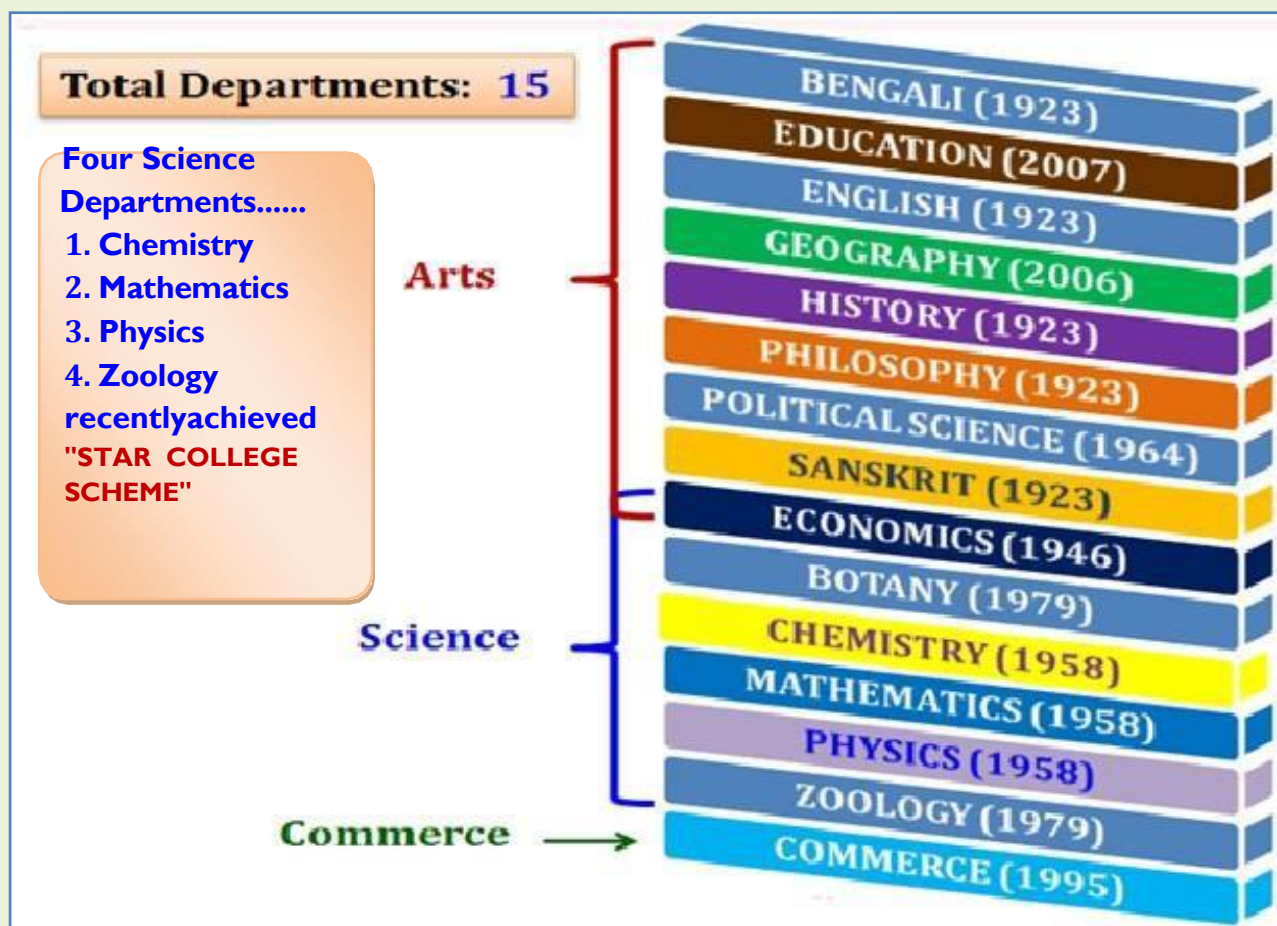 Total Departments: 15
Four Science
Departments......
1. Chemistry
2. Mathematics
3. Physics
4. Zoology
recentlyachieved
"STAR COLLEGE
SCHEME"
Arts
Science
Commerce
BENGALI (1923)
EDUCATION (2007)
ENGLISH (1923)
GEOGRAPHY (2006)
HISTORY (1923)
PHILOSOPHY (1923)
POLITICAL SCIENCE (1964)
SANSKRIT (1923)
ECONOMICS (1946)
BOTANY (1979)
CHEMISTRY (1958)
MATHEMATICS (1958)
PHYSICS (1958)
ZOOLOGY (1979)
COMMERCE (1995)